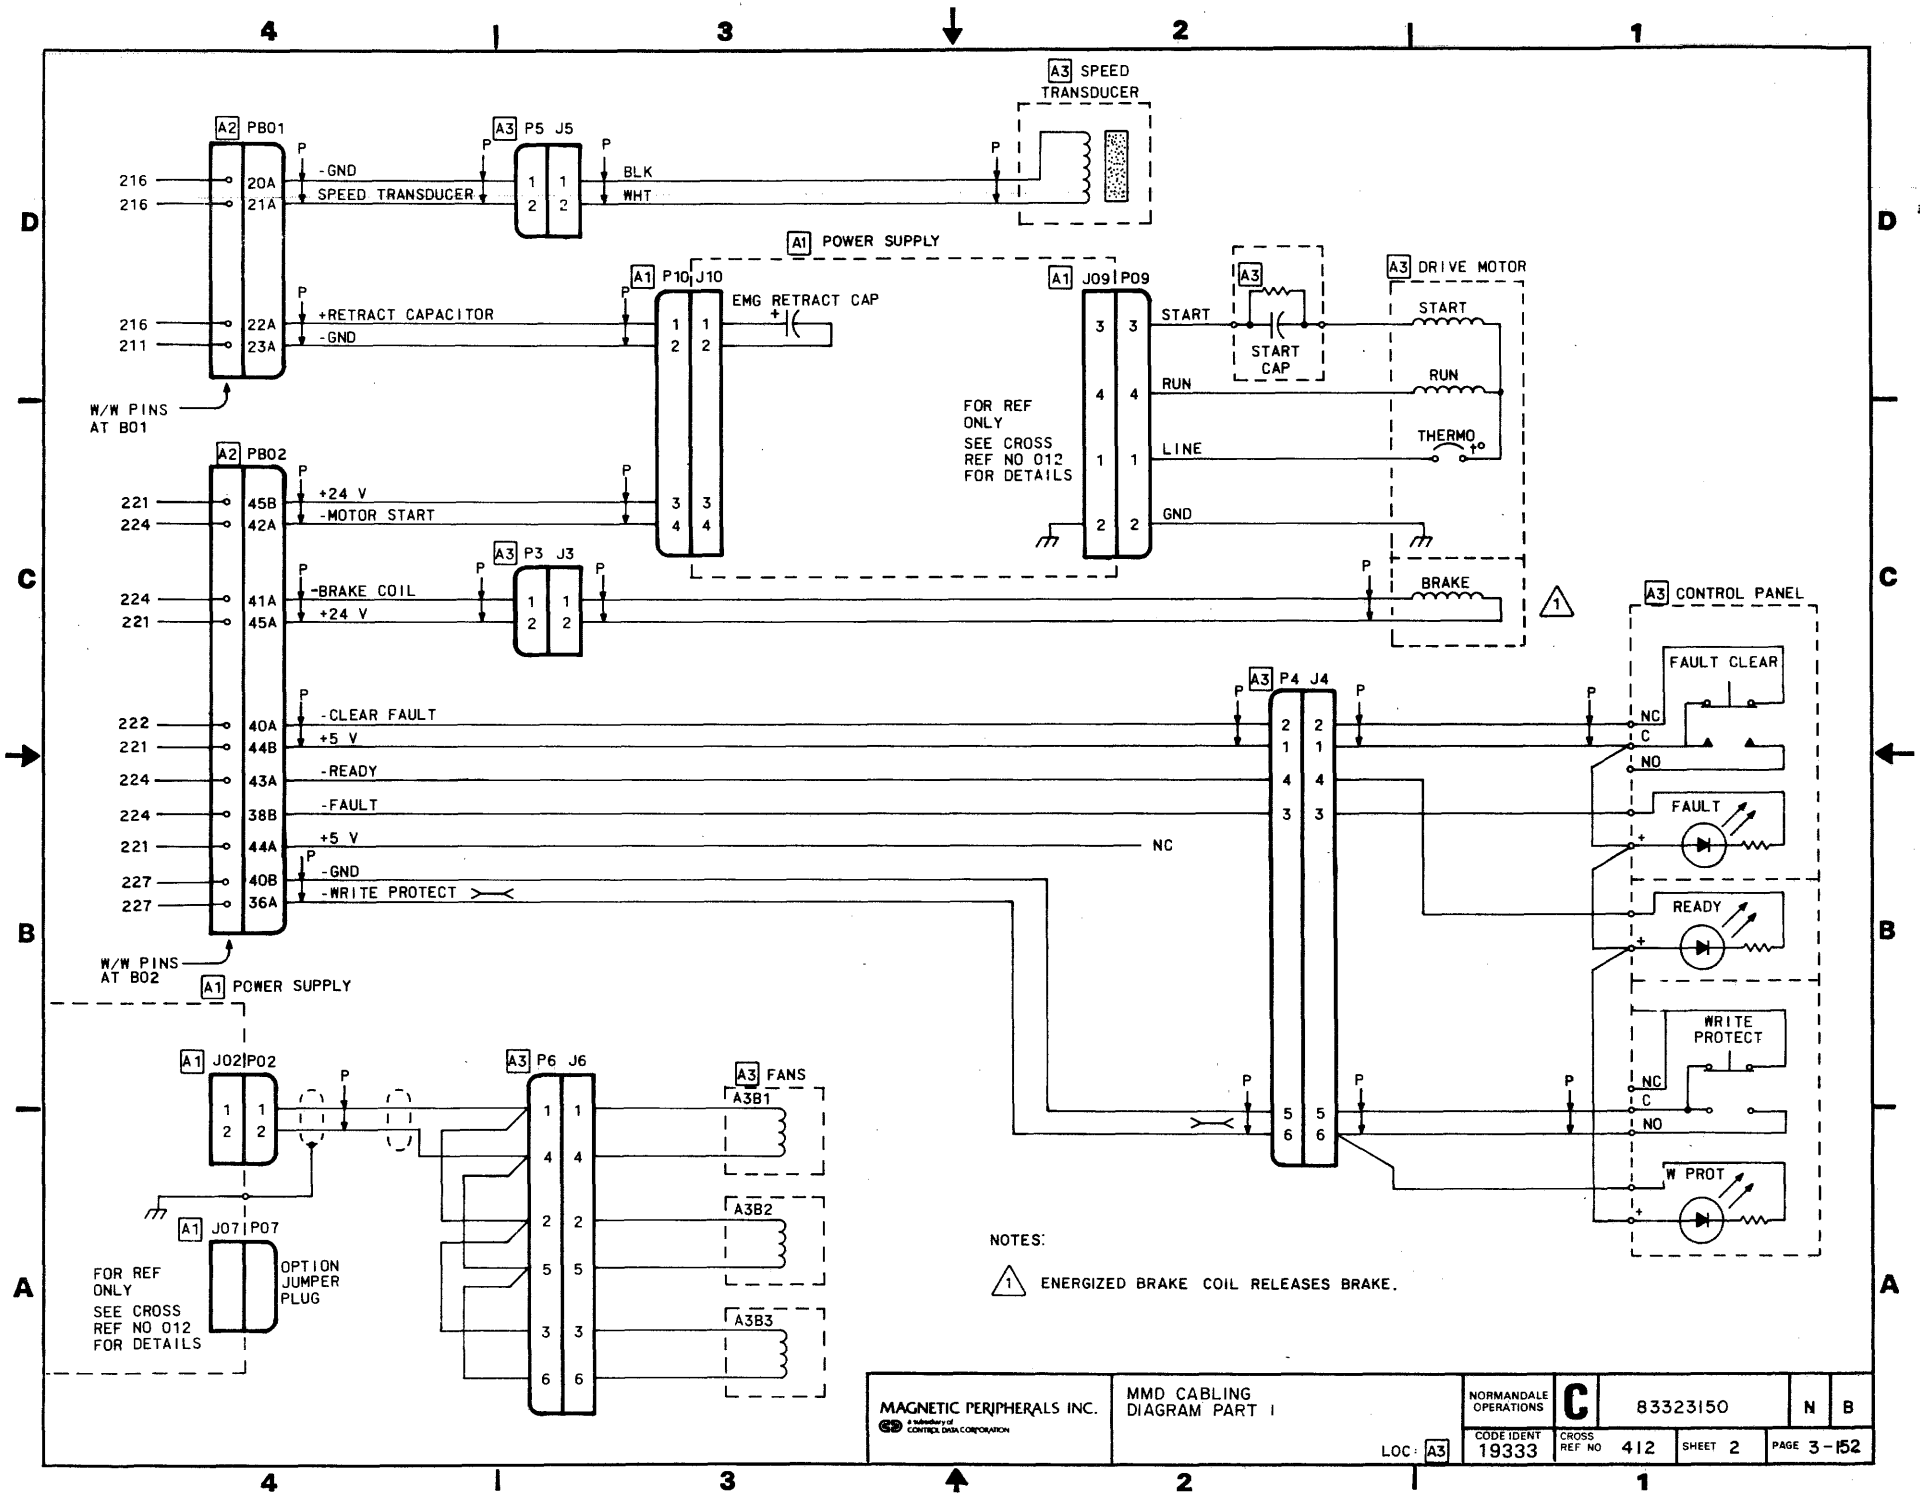 4 3 2 1
A3 SPEED
TRANSDUCER
A2 PB01
A3 P5 J5
P P P P
216 20A -GND 1 1 BLK
216 21A SPEED TRANSDUCER 2 2 WHT
D D
A1 POWER SUPPLY
A1 P10 J10
A1 J09 P09
A3
A3 DRIVE MOTOR
P P
EMG RETRACT CAP
+
216 22A +RETRACT CAPACITOR 1 1
211 23A -GND 2 2
3 3 START
START
CAP
START
4 4 RUN
RUN
W/W PINS
AT B01
FOR REF
ONLY
SEE CROSS
REF NO 012
FOR DETAILS
1 1 LINE
THERMO
+°
A2 PB02
P P
221 45B +24 V 3 3
224 42A -MOTOR START 4 4
2 2 GND
A3 P3 J3
C C
P P P P
224 41A -BRAKE COIL 1 1
221 45A +24 V 2 2
BRAKE
1
A3 CONTROL PANEL
FAULT CLEAR
A3 P4 J4
P P P P
222 40A -CLEAR FAULT 2 2 NC
221 44B +5 V 1 1 C
NO
224 43A -READY 4 4
224 38B -FAULT 3 3
FAULT
+
221 44A +5 V NC
P
227 40B -GND
227 36A -WRITE PROTECT
READY
+
B B
W/W PINS
AT B02
A1 POWER SUPPLY
WRITE
PROTECT
A1 J02 P02
A3 P6 J6
A3 FANS
P P P P
NC
1 1 1 1 A3B1
5 5 C
2 2 6 6 NO
4 4
W PROT
+
2 2 A3B2
A1 J07 P07
OPTION
JUMPER
PLUG
5 5
FOR REF
ONLY
SEE CROSS
REF NO 012
FOR DETAILS
3 3 A3B3
6 6
A A
NOTES:
1 ENERGIZED BRAKE COIL RELEASES BRAKE.
MAGNETIC PERIPHERALS INC.
a subsidiary of
CONTROL DATA CORPORATION
MMD CABLING
DIAGRAM PART 1
LOC: A3
NORMANDALE
OPERATIONS
C 83323150 N B
CODE IDENT
19333
CROSS
REF NO 412
SHEET 2
PAGE 3-152
4 3 2 1